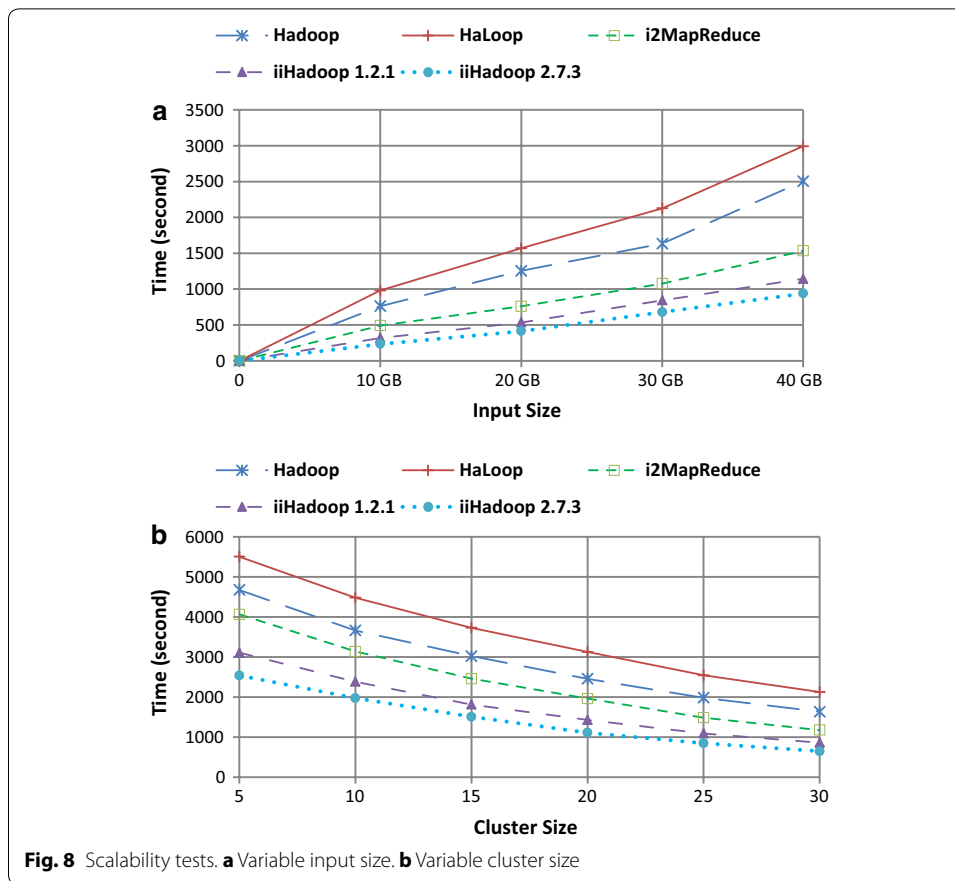 Hadoop HaLoop i2MapReduce
iiHadoop 1.2.1 iiHadoop 2.7.3
a
3500
3000
2500
2000
1500
1000
500
0
Time (second)
0 10 GB 20 GB 30 GB 40 GB
Input Size
Hadoop HaLoop i2MapReduce
iiHadoop 1.2.1 iiHadoop 2.7.3
b
6000
5000
4000
3000
2000
1000
0
Time (second)
5 10 15 20 25 30
Cluster Size
Fig. 8 Scalability tests. a Variable input size. b Variable cluster size